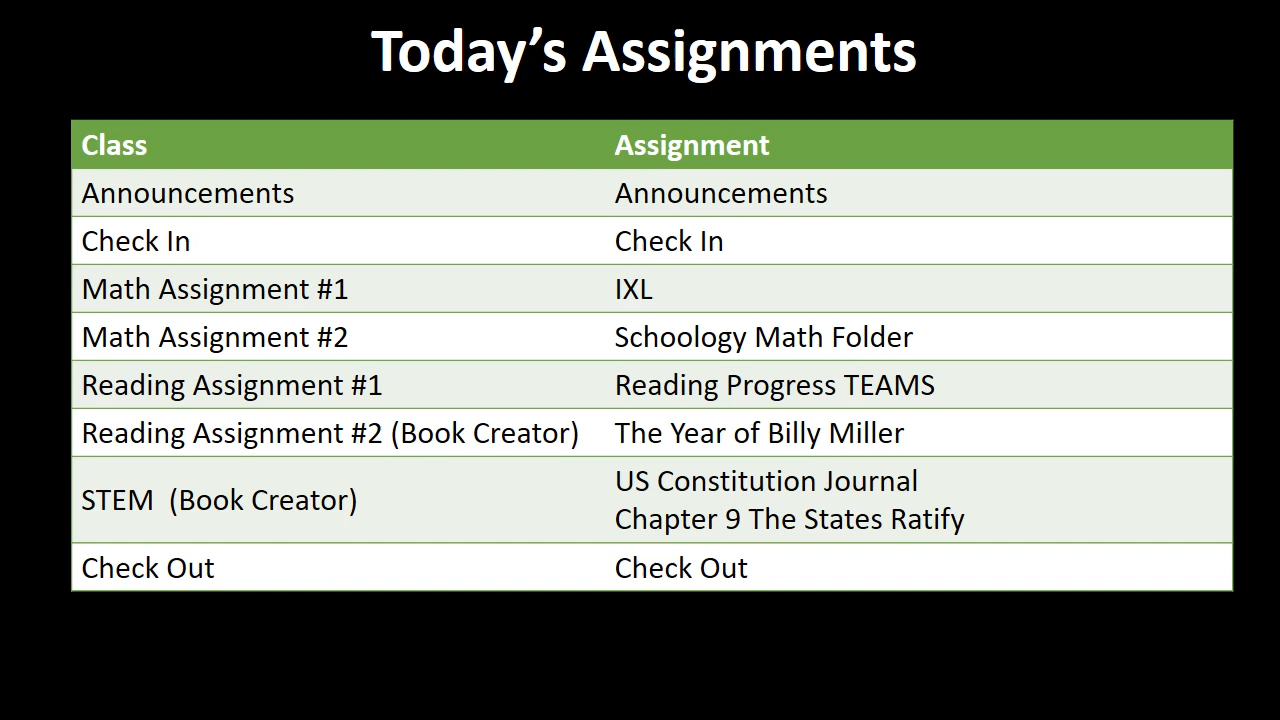 Today’s Assignments
Class Assignment
Announcements Announcements
Check In Check In
Math Assignment #1 IXL
Math Assignment #2 Schoology Math Folder
Reading Assignment #1 Reading Progress TEAMS
Reading Assignment #2 (Book Creator) The Year of Billy Miller
STEM  (Book Creator) US Constitution Journal
Chapter 9 The States Ratify
Check Out Check Out